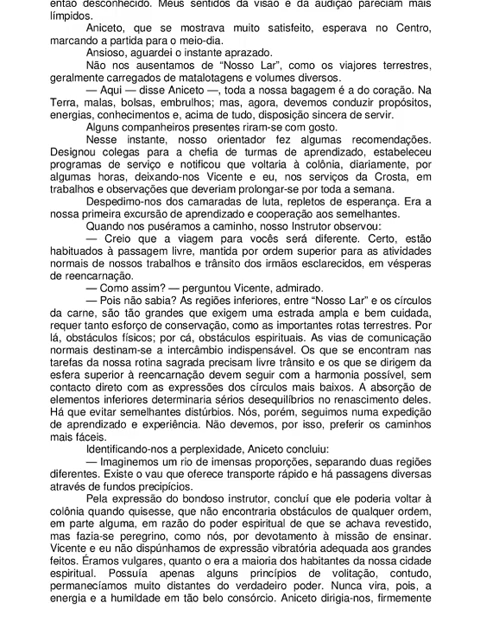 então desconhecido. Meus sentidos da visão e da audição pareciam mais
límpidos.
Aniceto, que se mostrava muito satisfeito, esperava no Centro,
marcando a partida para o meio-dia.
Ansioso, aguardei o instante aprazado.
Não nos ausentamos de “Nosso Lar”, como os viajores terrestres,
geralmente carregados de matalotagens e volumes diversos.
— Aqui — disse Aniceto —, toda a nossa bagagem é a do coração. Na
Terra, malas, bolsas, embrulhos; mas, agora, devemos conduzir propósitos,
energias, conhecimentos e, acima de tudo, disposição sincera de servir.
Alguns companheiros presentes riram-se com gosto.
Nesse instante, nosso orientador fez algumas recomendações.
Designou colegas para a chefia de turmas de aprendizado, estabeleceu
programas de serviço e notificou que voltaria à colônia, diariamente, por
algumas horas, deixando-nos Vicente e eu, nos serviços da Crosta, em
trabalhos e observações que deveriam prolongar-se por toda a semana.
Despedimo-nos dos camaradas de luta, repletos de esperança. Era a
nossa primeira excursão de aprendizado e cooperação aos semelhantes.
Quando nos puséramos a caminho, nosso Instrutor observou:
— Creio que a viagem para vocês será diferente. Certo, estão
habituados à passagem livre, mantida por ordem superior para as atividades
normais de nossos trabalhos e trânsito dos irmãos esclarecidos, em vésperas
de reencarnação.
— Como assim? — perguntou Vicente, admirado.
— Pois não sabia? As regiões inferiores, entre “Nosso Lar” e os círculos
da carne, são tão grandes que exigem uma estrada ampla e bem cuidada,
requer tanto esforço de conservação, como as importantes rotas terrestres. Por
lá, obstáculos físicos; por cá, obstáculos espirituais. As vias de comunicação
normais destinam-se a intercâmbio indispensável. Os que se encontram nas
tarefas da nossa rotina sagrada precisam livre trânsito e os que se dirigem da
esfera superior à reencarnação devem seguir com a harmonia possível, sem
contacto direto com as expressões dos círculos mais baixos. A absorção de
elementos inferiores determinaria sérios desequilíbrios no renascimento deles.
Há que evitar semelhantes distúrbios. Nós, porém, seguimos numa expedição
de aprendizado e experiência. Não devemos, por isso, preferir os caminhos
mais fáceis.
Identificando-nos a perplexidade, Aniceto concluiu:
— Imaginemos um rio de imensas proporções, separando duas regiões
diferentes. Existe o vau que oferece transporte rápido e há passagens diversas
através de fundos precipícios.
Pela expressão do bondoso instrutor, concluí que ele poderia voltar à
colônia quando quisesse, que não encontraria obstáculos de qualquer ordem,
em parte alguma, em razão do poder espiritual de que se achava revestido,
mas fazia-se peregrino, como nós, por devotamento à missão de ensinar.
Vicente e eu não dispúnhamos de expressão vibratória adequada aos grandes
feitos. Éramos vulgares, quanto o era a maioria dos habitantes da nossa cidade
espiritual. Possuía apenas alguns princípios de volitação, contudo,
permanecíamos muito distantes do verdadeiro poder. Nunca vira, pois, a
energia e a humildade em tão belo consórcio. Aniceto dirigia-nos, firmemente